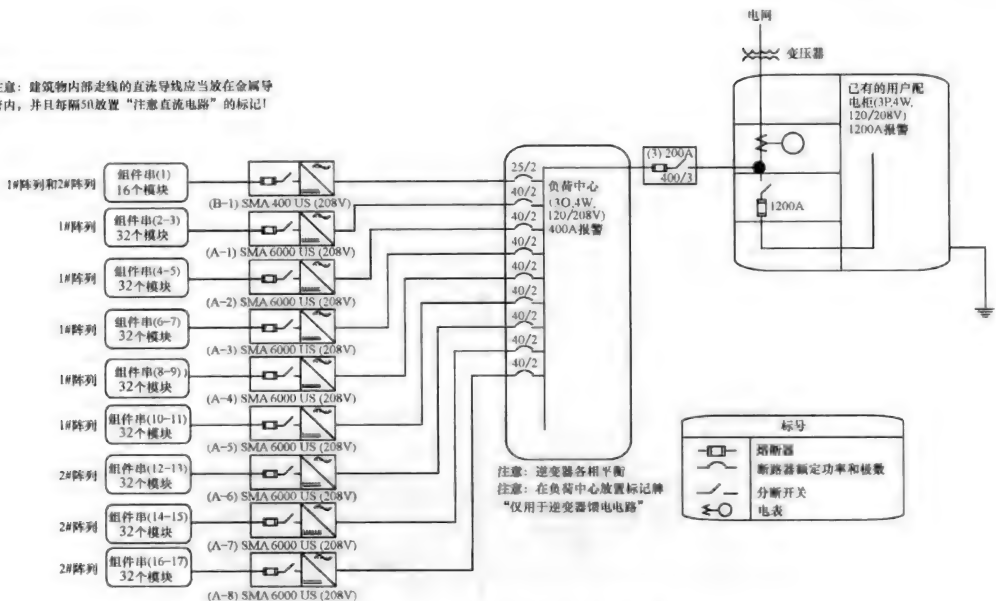 电网
变压器
注意：建筑物内部走线的直流导线应当放在金属导
管内，并且每隔5ft放置“注意直流电路”的标记！
已有的用户配
电柜(3P,4W,
120/208V)
1200A报警
1200A
(3) 200A
400/3
负荷中心
(3O,4W,
120/208V)
400A报警
25/2
40/2
40/2
40/2
40/2
40/2
40/2
40/2
40/2
1#阵列和2#阵列
组件串(1)
16个模块
(B-1) SMA 400 US (208V)
1#阵列
组件串(2-3)
32个模块
(A-1) SMA 6000 US (208V)
1#阵列
组件串(4-5)
32个模块
(A-2) SMA 6000 US (208V)
1#阵列
组件串(6-7)
32个模块
(A-3) SMA 6000 US (208V)
1#阵列
组件串(8-9))
32个模块
(A-4) SMA 6000 US (208V)
1#阵列
组件串(10-11)
32个模块
(A-5) SMA 6000 US (208V)
2#阵列
组件串(12-13)
32个模块
(A-6) SMA 6000 US (208V)
2#阵列
组件串(14-15)
32个模块
(A-7) SMA 6000 US (208V)
2#阵列
组件串(16-17)
32个模块
(A-8) SMA 6000 US (208V)
注意：逆变器各相平衡
注意：在负荷中心放置标记牌
“仅用于逆变器馈电电路”
标号
熔断器
断路器额定功率和极数
分断开关
电表